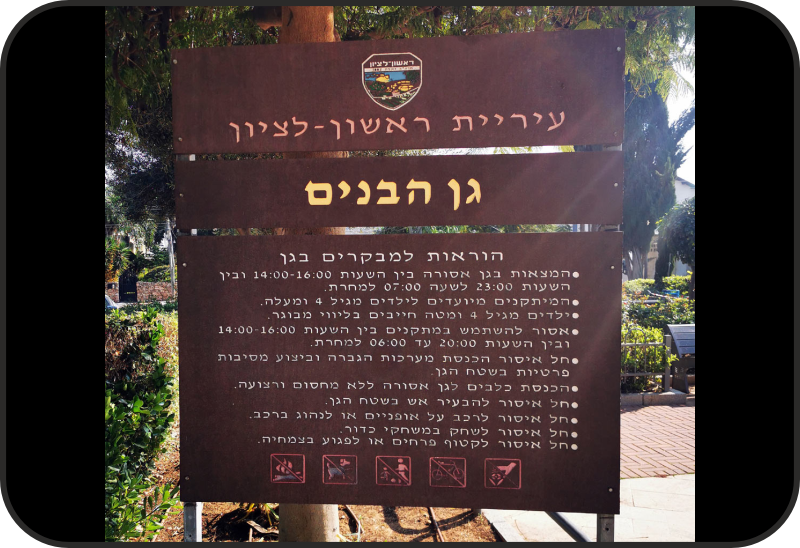 ראשון-לציון
עיריית ראשון-לציון
גן הבנים
הוראות למבקרים בגן
המצאות בגן אסורה בין השעות 14:00-16:00 ובין
השעות 23:00 לשעה 07:00 למחרת.
המיתקנים מיועדים לילדים מגיל 4 ומעלה.
ילדים מגיל 4 ומטה חייבים בליווי מבוגר.
אסור להשתמש במתקנים בין השעות 14:00-16:00
ובין השעות 20:00 עד 06:00 למחרת.
חל איסור הכנסת מערכות הגברה וביצוע מסיבות
פרטיות בשטח הגן.
הכנסת כלבים לגן אסורה ללא מחסום ורצועה.
חל איסור להבעיר אש בשטח הגן.
חל איסור לרכב על אופניים או לנהוג ברכב.
חל איסור לשחק במשחקי כדור.
חל איסור לקטוף פרחים או לפגוע בצמחיה.